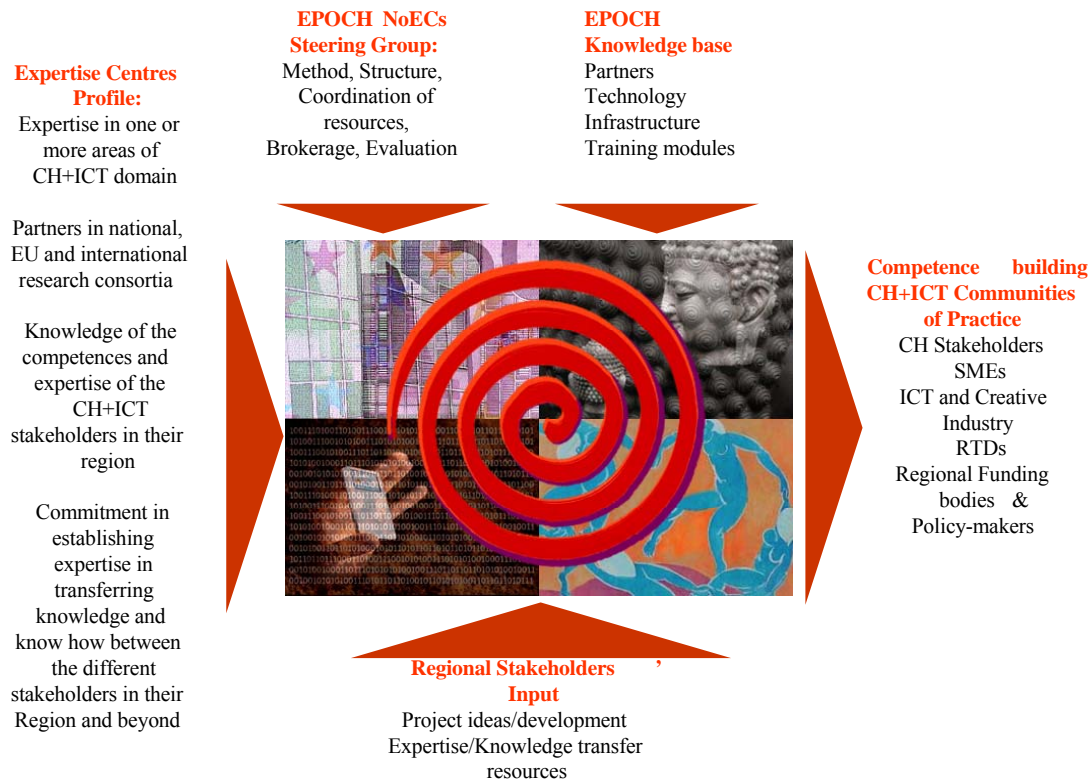 EPOCH NoECs
Steering Group:
Method, Structure,
Coordination of
resources,
Brokerage, Evaluation
EPOCH
Knowledge base
Partners
Technology
Infrastructure
Training modules
Expertise Centres
Profile:
Expertise in one or
more areas of
CH+ICT domain
Partners in national,
EU and international
research consortia
Knowledge of the
competences and
expertise of the
CH+ICT
stakeholders in their
region
Commitment in
establishing
expertise in
transferring
knowledge and
know how between
the different
stakeholders in their
Region and beyond
Competence building
CH+ICT Communities
of Practice
CH Stakeholders
SMEs
ICT and Creative
Industry
RTDs
Regional Funding
bodies &
Policy-makers
Regional Stakeholders ’
Input
Project ideas/development
Expertise/Knowledge transfer
resources